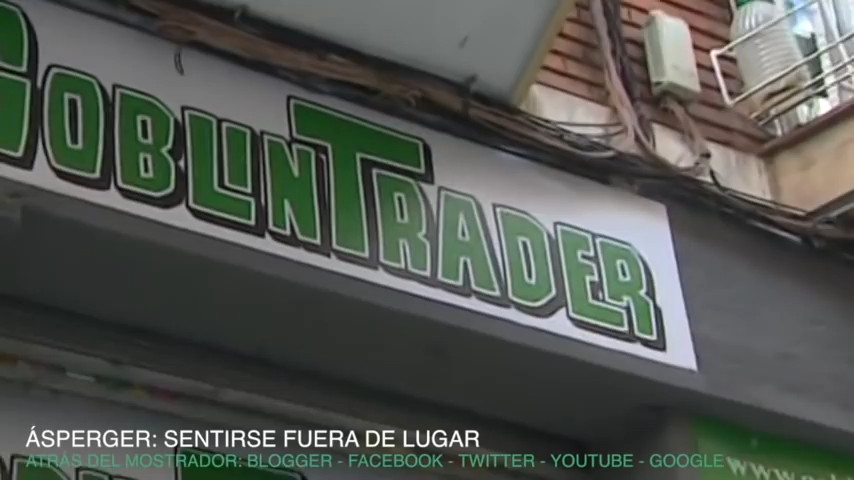 GOBLINTRADER
ÁSPERGER: SENTIRSE FUERA DE LUGAR
ATRÁS DEL MOSTRADOR: BLOGGER - FACEBOOK - TWITTER - YOUTUBE - GOOGLE